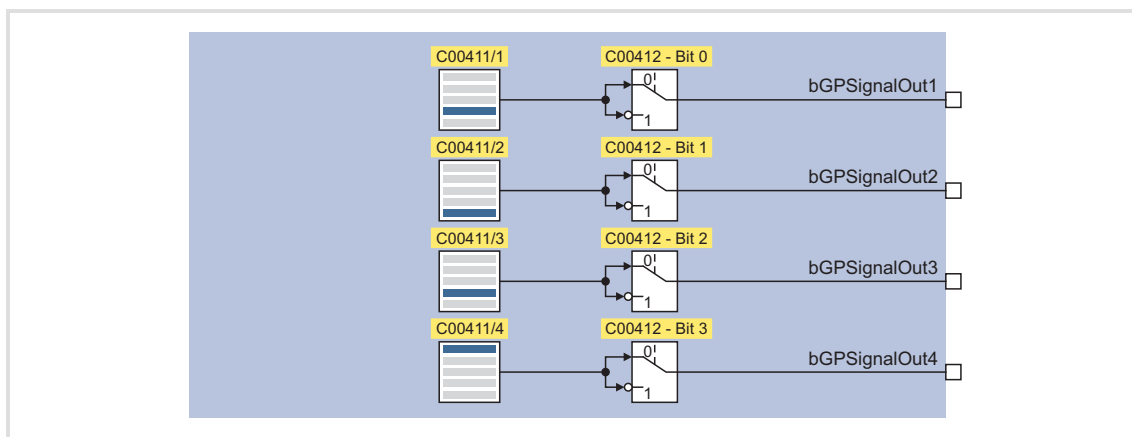 C00411/1 C00412 - Bit 0
0
bGPSignalOut1
1
C00411/2 C00412 - Bit 1
0
bGPSignalOut2
1
C00411/3 C00412 - Bit 2
0
bGPSignalOut3
1
C00411/4 C00412 - Bit 3
0
bGPSignalOut4
1